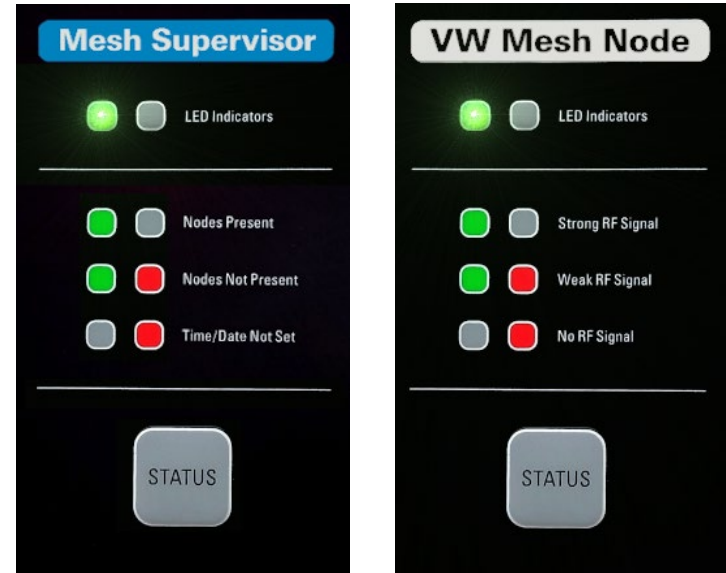 Mesh Supervisor
LED Indicators
Nodes Present
Nodes Not Present
Time/Date Not Set
STATUS
VW Mesh Node
LED Indicators
Strong RF Signal
Weak RF Signal
No RF Signal
STATUS